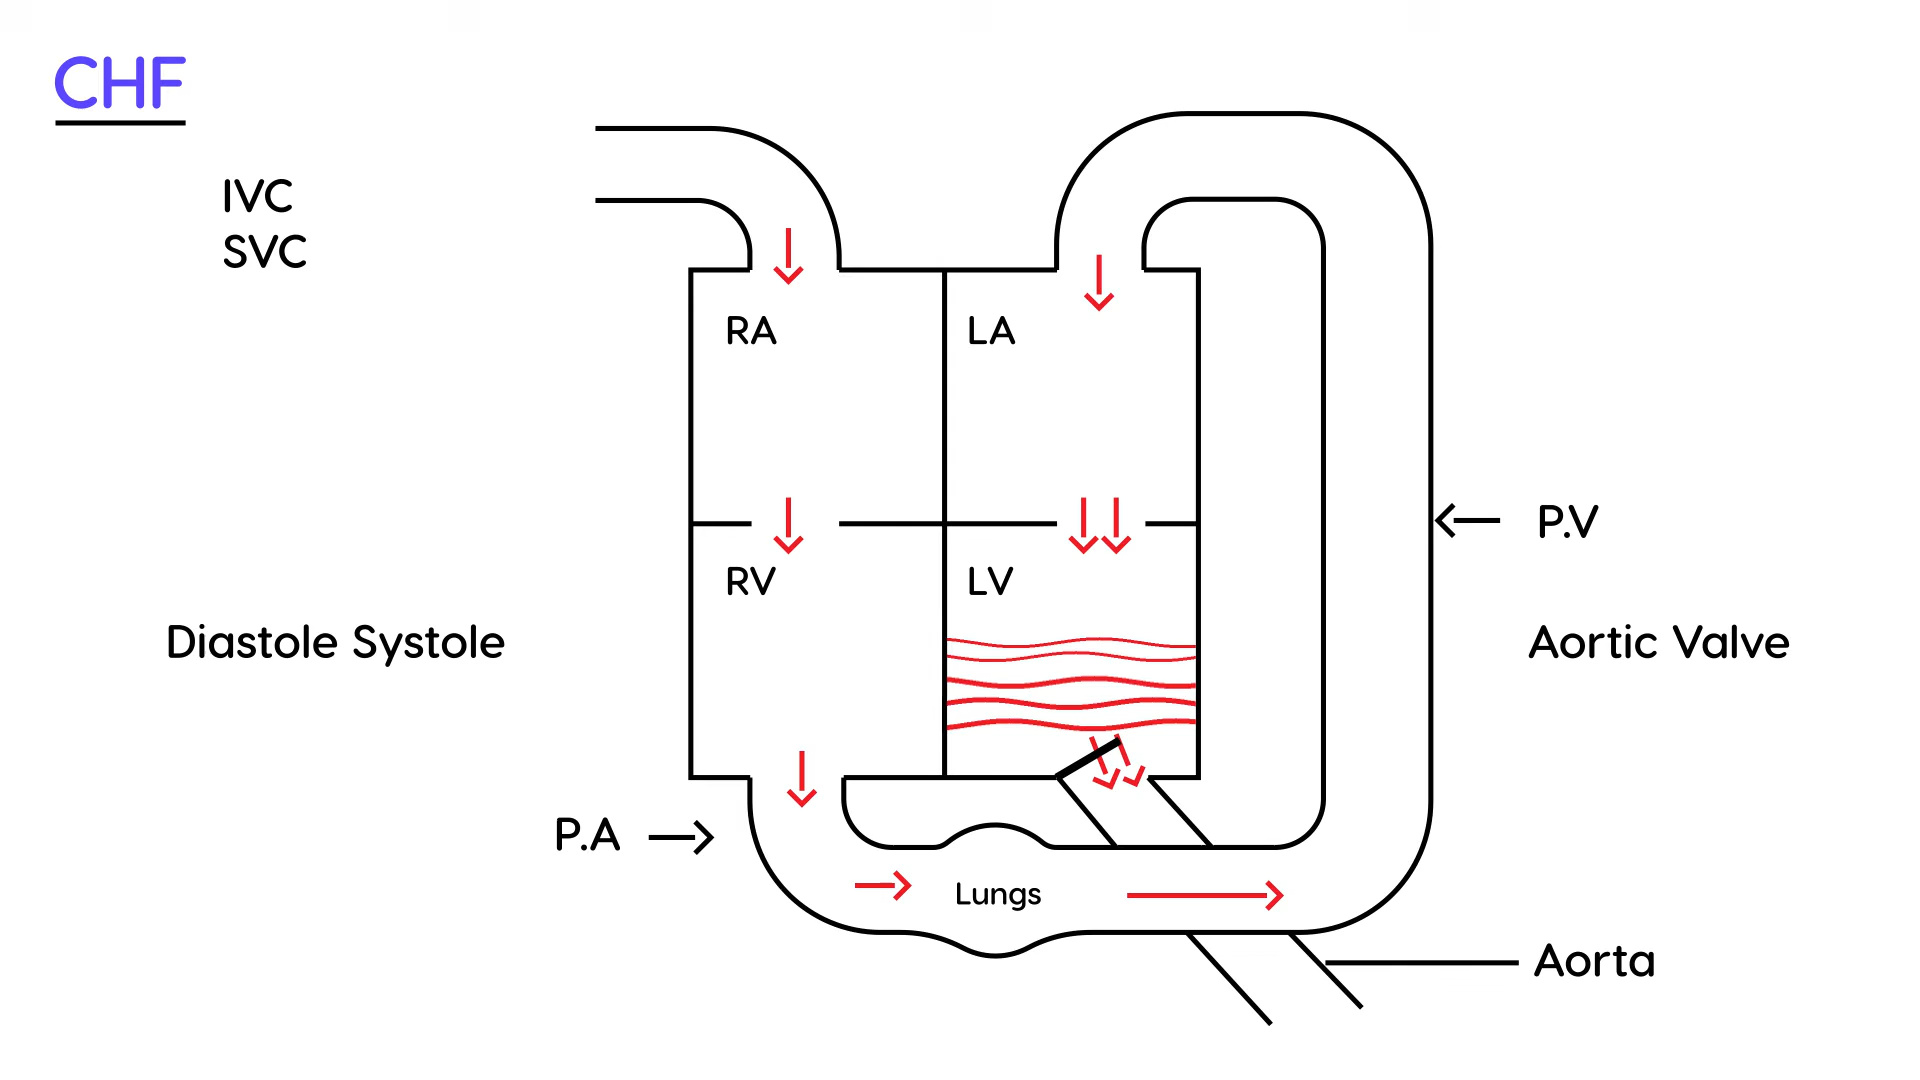 CHF
IVC
SVC
RA
LA
P.V
RV
LV
Diastole Systole
Aortic Valve
P.A
Lungs
Aorta